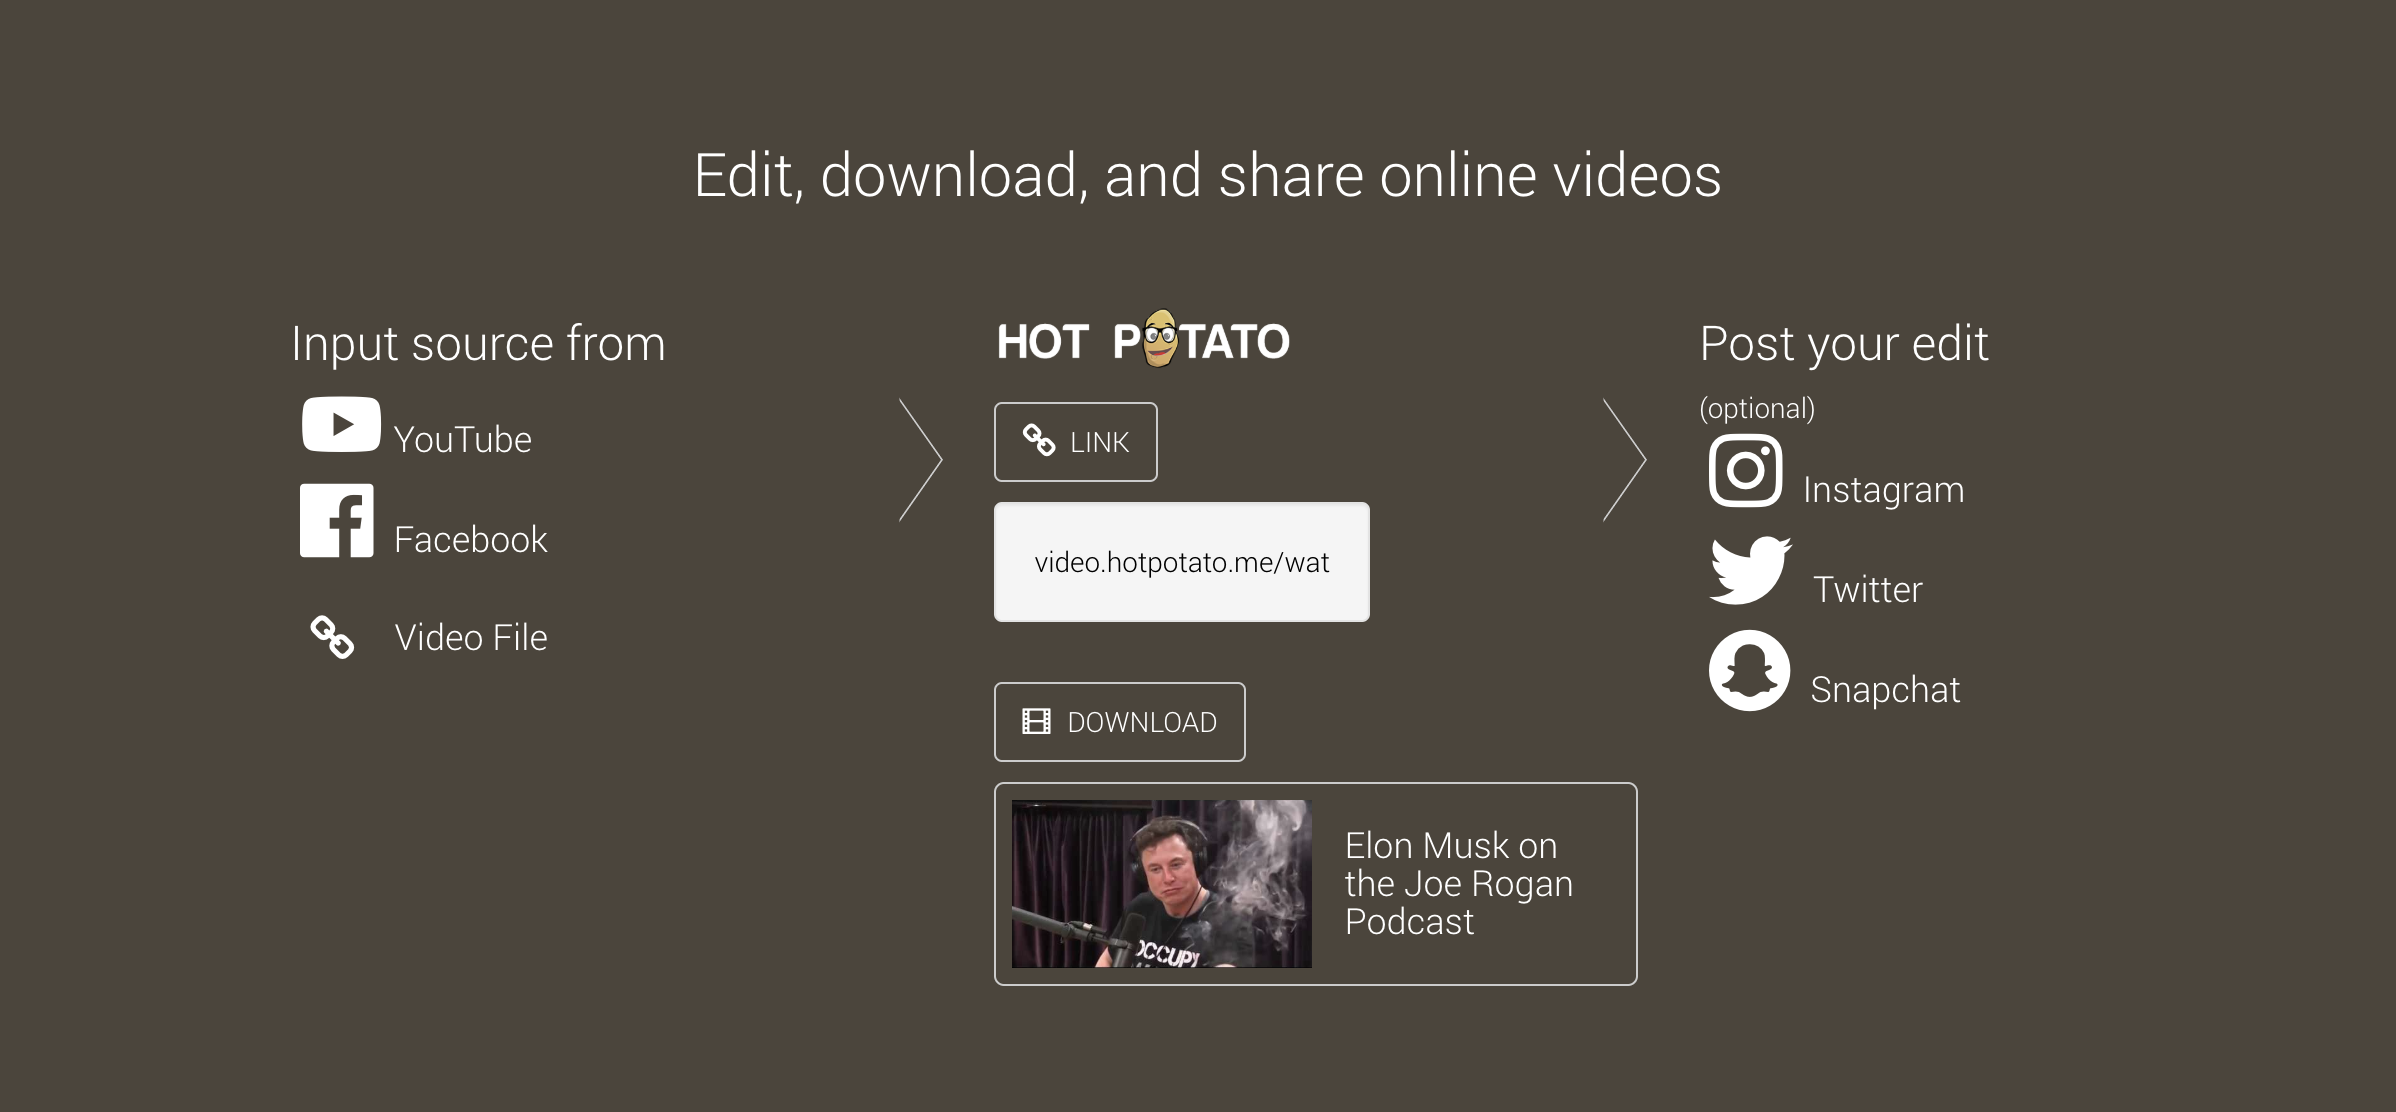 Edit, download, and share online videos
Input source from
YouTube
Facebook
Video File
HOT POTATO
LINK
video.hotpotato.me/wat
DOWNLOAD
OCCUPY
Elon Musk on
the Joe Rogan
Podcast
Post your edit
(optional)
Instagram
Twitter
Snapchat